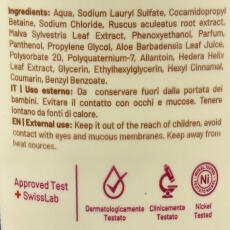 Ingredients: Aqua, Sodium Lauryl Sulfate, Cocamidopropyl
Betaine, Sodium Chloride, Ruscus aculeatus root extract,
Malva Sylvestris Leaf Extract, Phenoxyethanol, Parfum,
Panthenol, Propylene Glycol, Aloe Barbadensis Leaf Juice,
Polysorbate 20, Polyquaternium-7, Allantoin, Hedera Helix
Leaf Extract, Glycerin, Ethylhexylglycerin, Hexyl Cinnamal,
Coumarin, Benzyl Benzoate.
IT | Uso esterno: Da conservare fuori dalla portata dei
bambini. Evitare il contatto con occhi e mucose. Tenere
lontano da fonti di calore.
EN | External use: Keep it out of the reach of children, avoid
contact with eyes and mucous membranes. Keep away from
heat sources.
Approved Test
+ SwissLab
Dermatologicamente
Testato
Clinicamente
Testato
Ni
Nickel
Tested